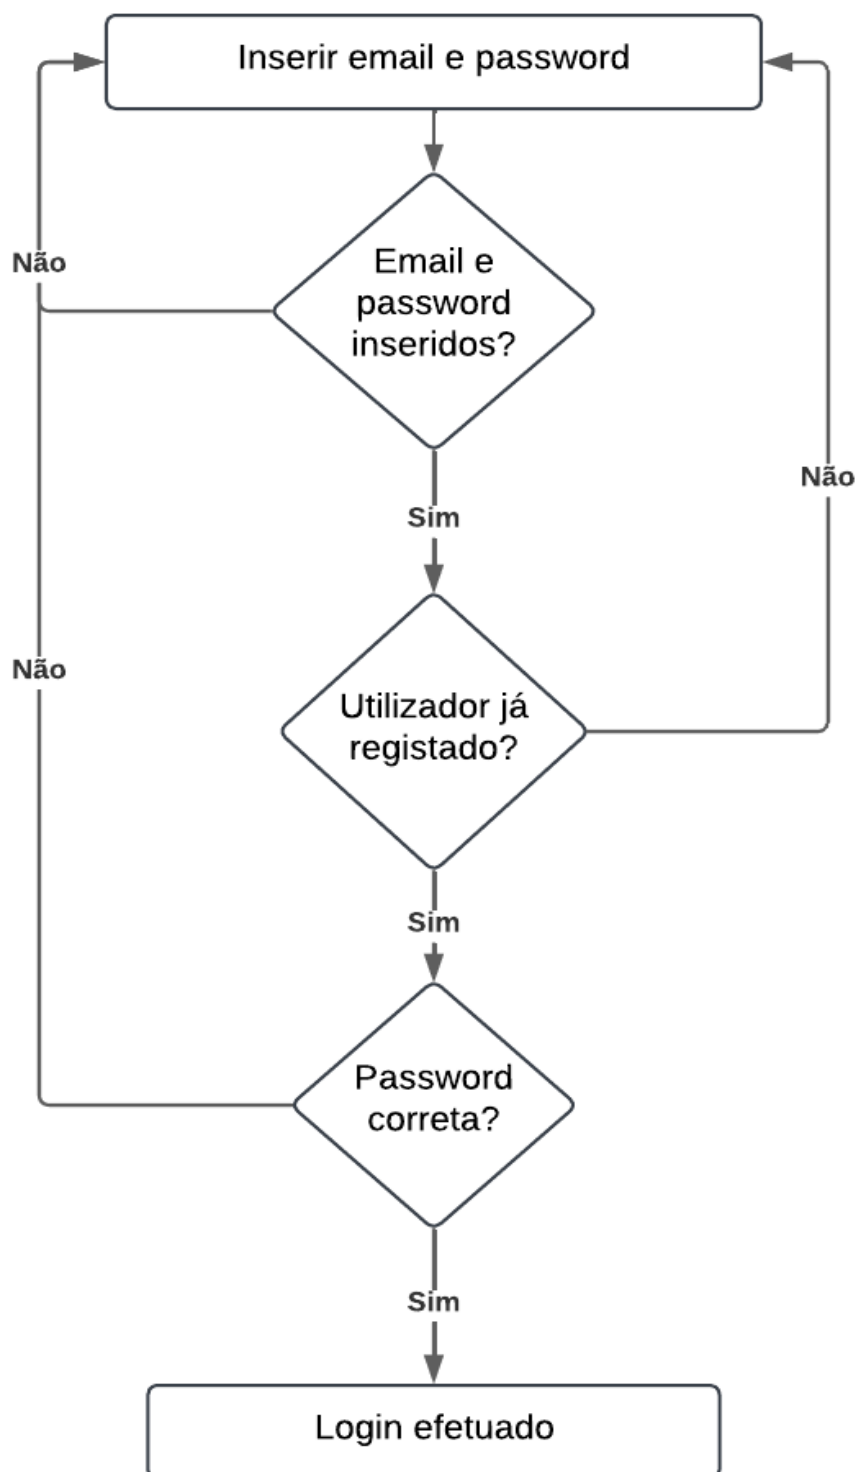 Inserir email e password
Não
Email e
password
inseridos?
Não
Sim
Não
Utilizador já
registado?
Sim
Password
correta?
Sim
Login efetuado